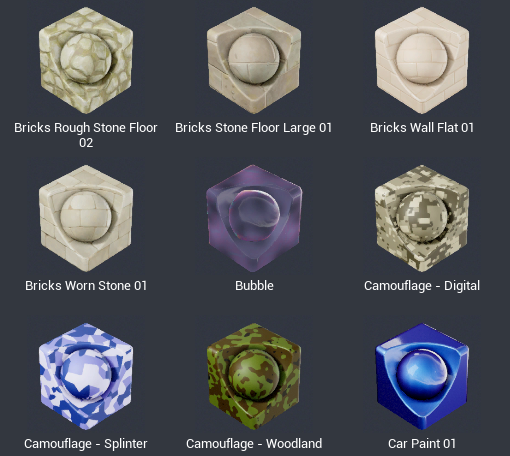 Bricks Rough Stone Floor
02
Bricks Stone Floor Large 01
Bricks Wall Flat 01
Bricks Worn Stone 01
Bubble
Camouflage - Digital
Camouflage - Splinter
Camouflage - Woodland
Car Paint 01